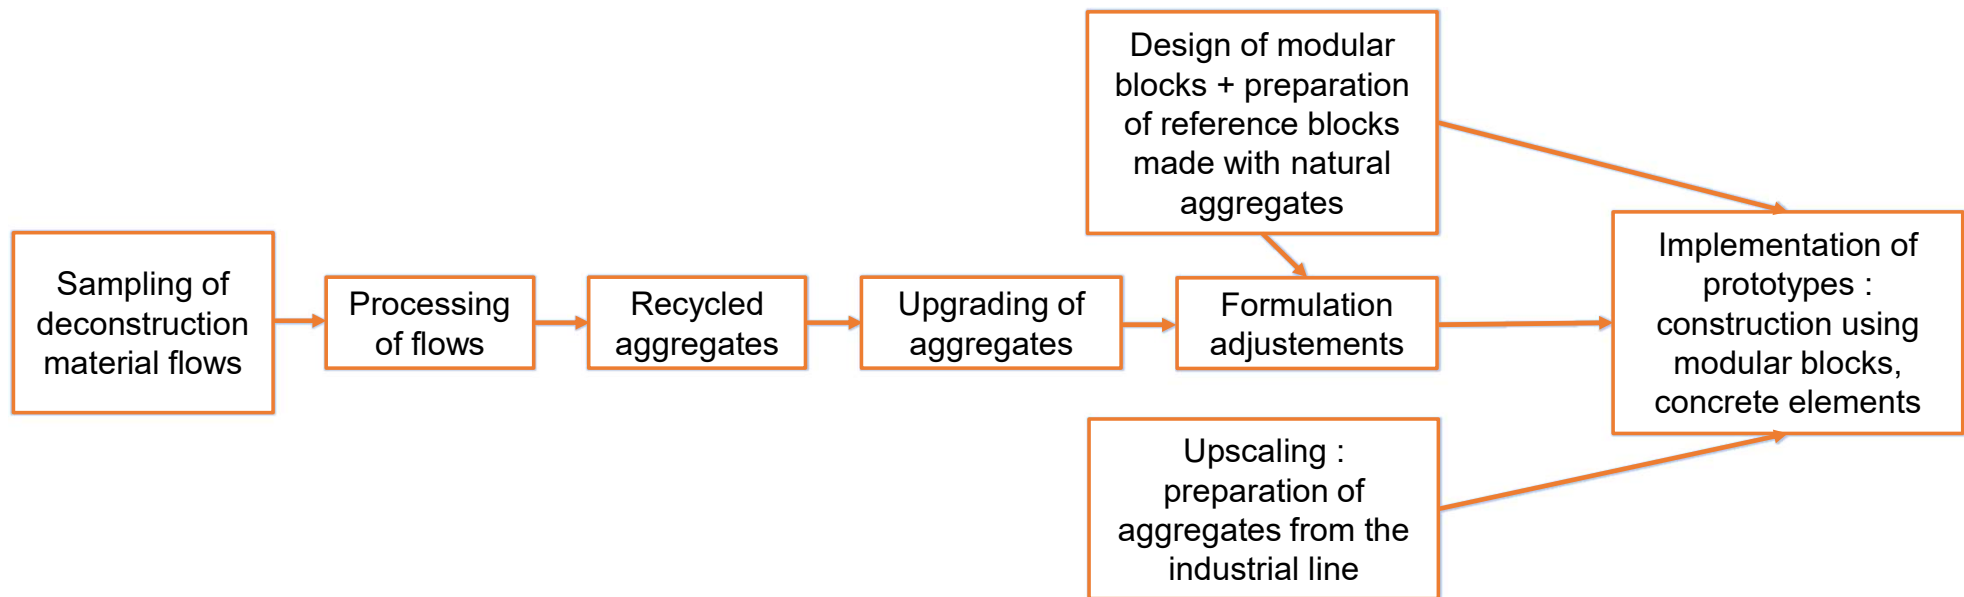 Design of modular
blocks + preparation
of reference blocks
made with natural
aggregates
Sampling of
deconstruction
material flows
Processing
of flows
Recycled
aggregates
Upgrading of
aggregates
Formulation
adjustements
Implementation of
prototypes :
construction using
modular blocks,
concrete elements
Upscaling :
preparation of
aggregates from the
industrial line